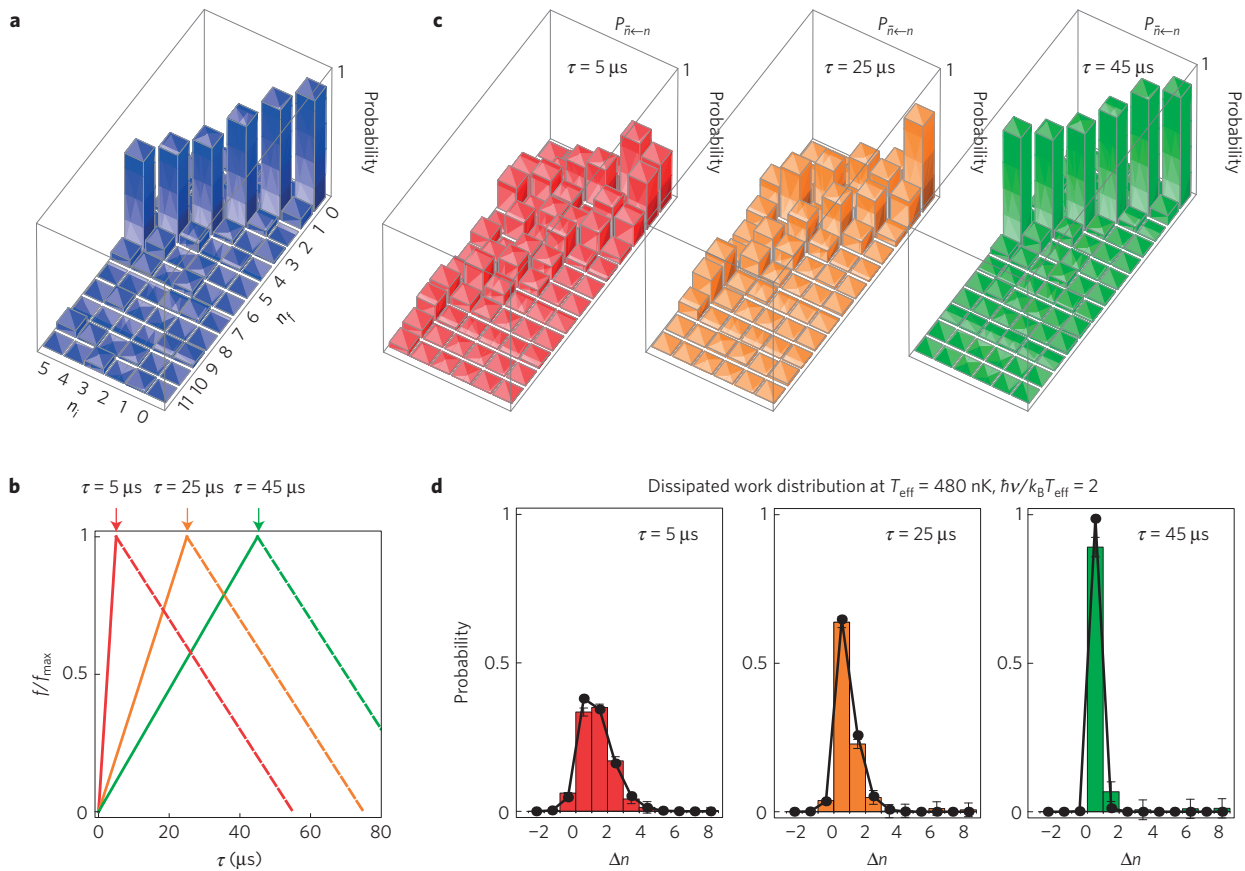 a
1
Probability
0
1
2
3
4
5
6
7
8
9
10
11
n_f
5 4 3 2 1 0
n_i
c
P_{n̄←n}
τ = 5 μs
1
Probability
P_{n̄←n}
τ = 25 μs
1
Probability
τ = 45 μs
1
Probability
b
τ = 5 μs τ = 25 μs τ = 45 μs
1
0.5
0
f/f_max
0 20 40 60 80
τ (μs)
d
Dissipated work distribution at T_eff = 480 nK, ℏν/k_BT_eff = 2
τ = 5 μs
1
0.5
0
Probability
−2 0 2 4 6 8
Δn
τ = 25 μs
1
0.5
0
−2 0 2 4 6 8
Δn
τ = 45 μs
1
0.5
0
−2 0 2 4 6 8
Δn